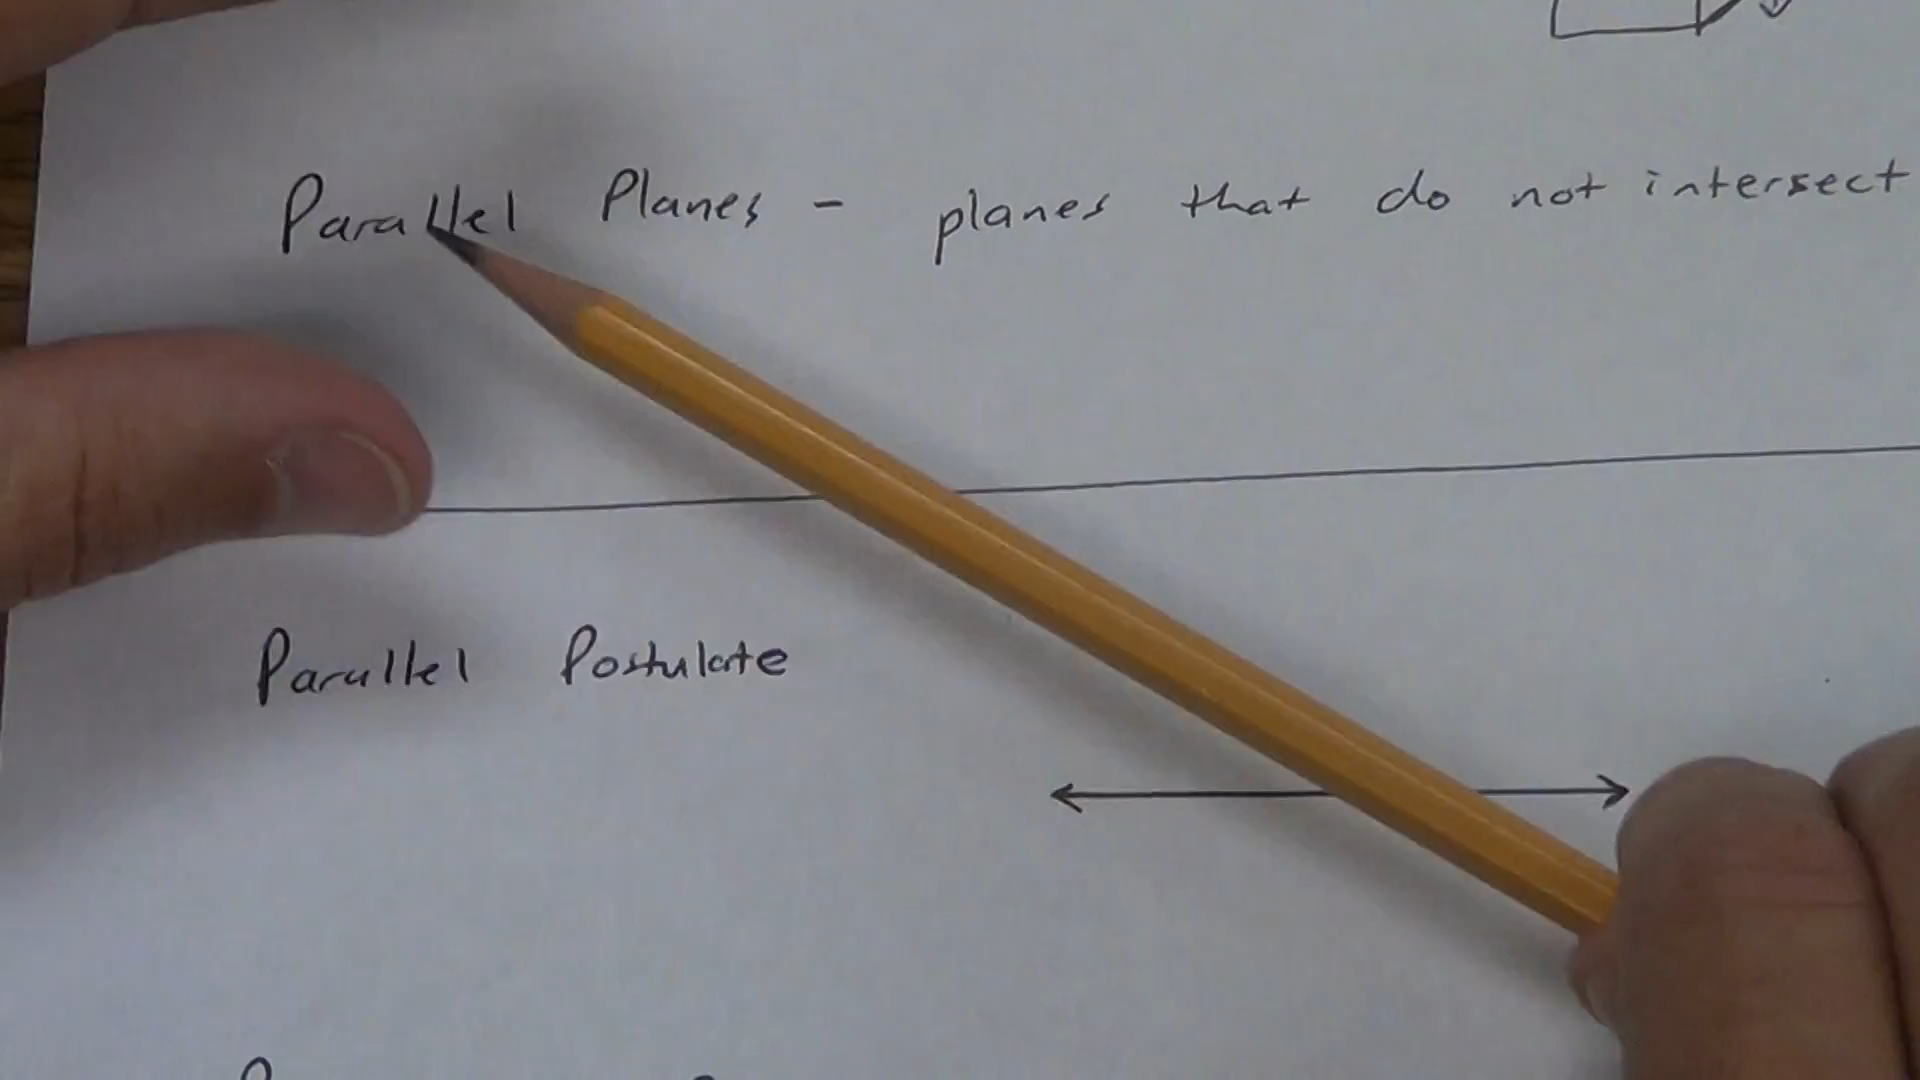 Parallel Planes - planes that do not intersect
Parallel Postulate